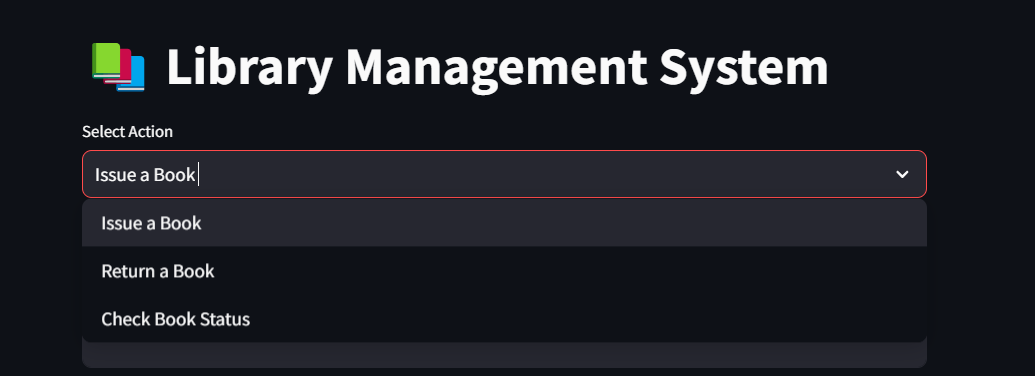 Library Management System
Select Action
Issue a Book
Issue a Book
Return a Book
Check Book Status